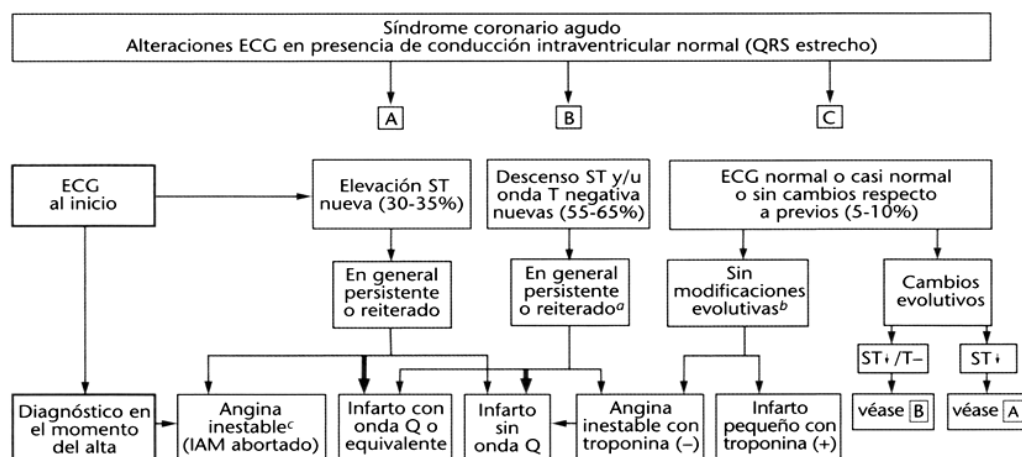 Síndrome coronario agudo
Alteraciones ECG en presencia de conducción intraventricular normal (QRS estrecho)
A
B
C
ECG
al inicio
Elevación ST
nueva (30-35%)
Descenso ST y/u
onda T negativa
nuevas (55-65%)
ECG normal o casi normal
o sin cambios respecto
a previos (5-10%)
En general
persistente
o reiterado
En general
persistente
o reiteradoᵃ
Sin
modificaciones
evolutivasᵇ
Cambios
evolutivos
ST↓/T–
ST↓
Diagnóstico en
el momento
del alta
Angina
inestableᶜ
(IAM abortado)
Infarto con
onda Q o
equivalente
Infarto
sin
onda Q
Angina
inestable con
troponina (–)
Infarto
pequeño con
troponina (+)
véase B
véase A